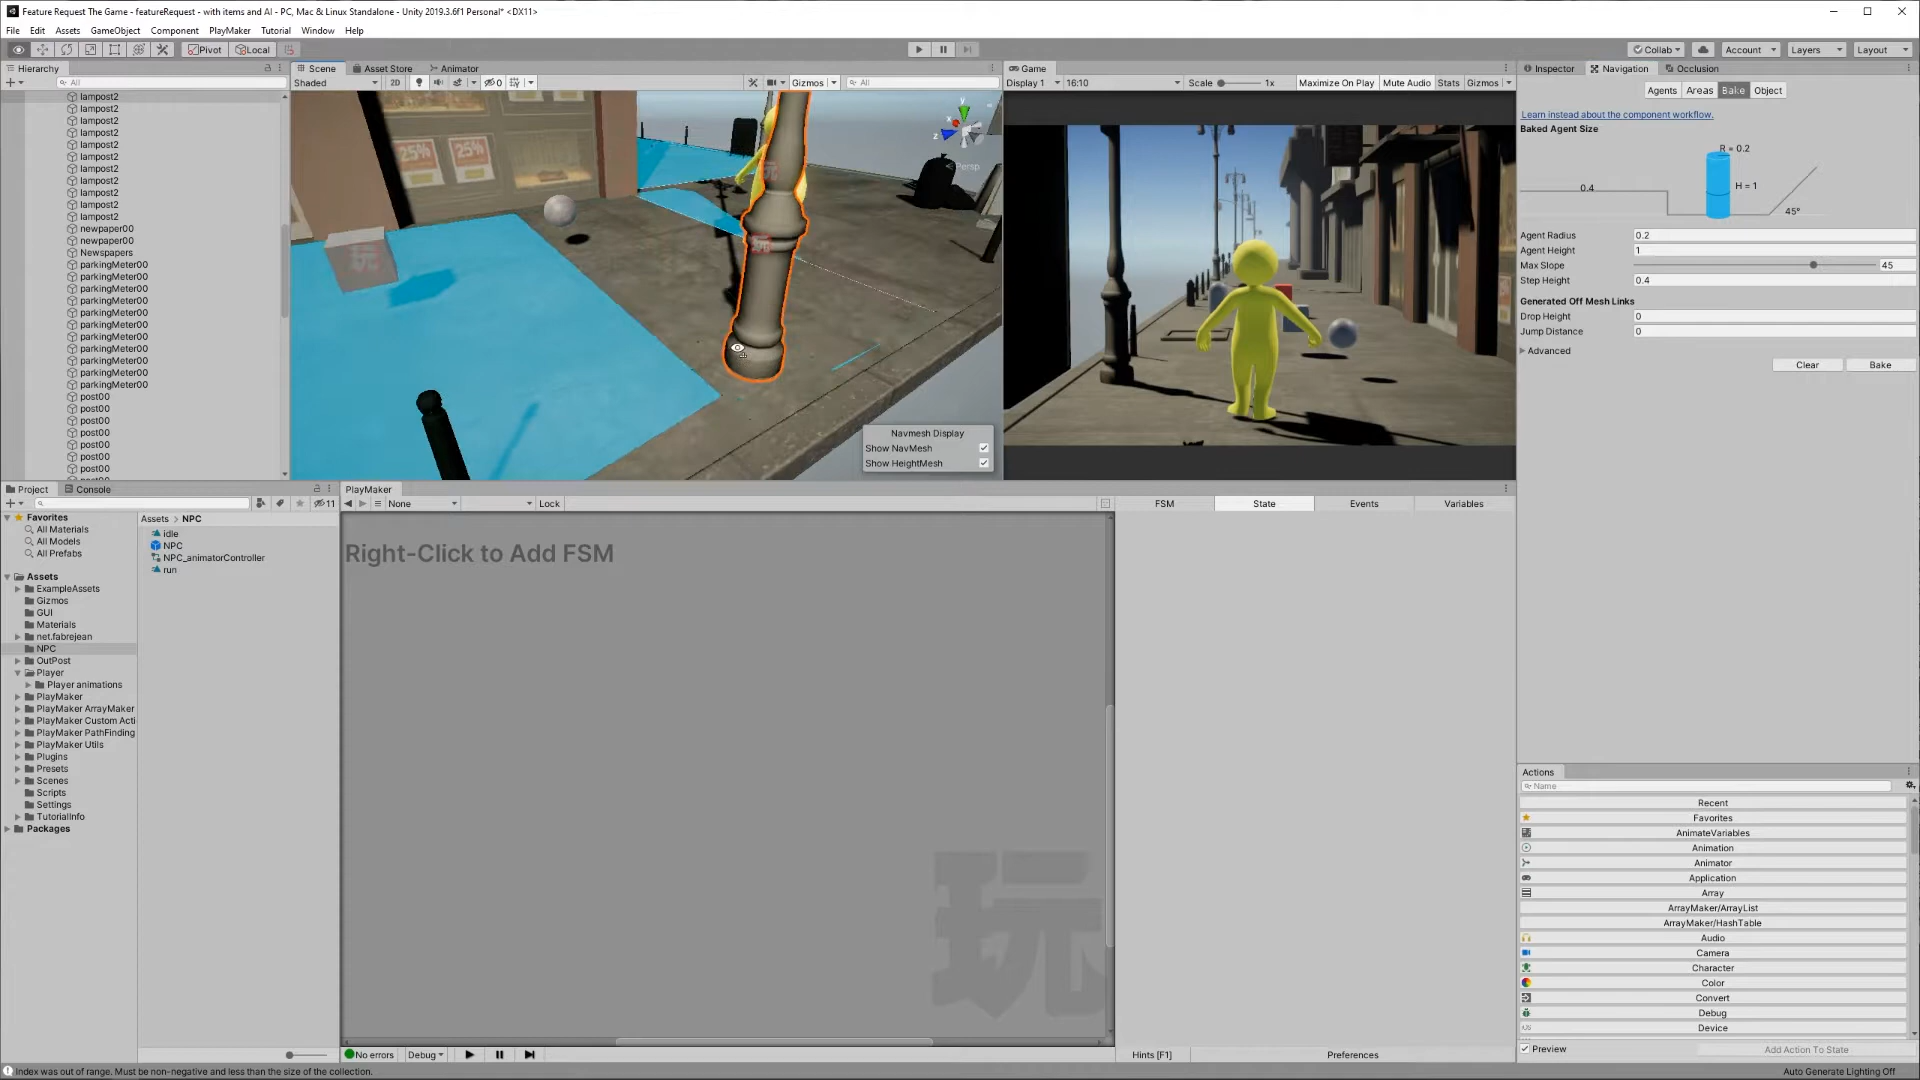 Feature Request The Game - featureRequest - with items and AI - PC, Mac & Linux Standalone - Unity 2019.3.6f1 Personal* <DX11>
File Edit Assets GameObject Component PlayMaker Tutorial Window Help
Pivot Local Collab Account Layers Layout
Hierarchy
All
lampost2
lampost2
lampost2
lampost2
lampost2
lampost2
lampost2
lampost2
lampost2
lampost2
lampost2
newpaper00
newpaper00
Newspapers
parkingMeter00
parkingMeter00
parkingMeter00
parkingMeter00
parkingMeter00
parkingMeter00
parkingMeter00
parkingMeter00
parkingMeter00
parkingMeter00
parkingMeter00
post00
post00
post00
post00
post00
post00
post00
Scene Asset Store Animator
Shaded 2D 0 Gizmos All
25% 25%
y
x
z
Persp
玩
玩
Navmesh Display
Show NavMesh
Show HeightMesh
Game
Display 1 16:10 Scale 1x Maximize On Play Mute Audio Stats Gizmos
Inspector Navigation Occlusion
Agents Areas Bake Object
Learn instead about the component workflow.
Baked Agent Size
R = 0.2
0.4
H = 1
45°
Agent Radius 0.2
Agent Height 1
Max Slope 45
Step Height 0.4
Generated Off Mesh Links
Drop Height 0
Jump Distance 0
Advanced
Clear Bake
Project Console
11
Favorites
All Materials
All Models
All Prefabs
Assets
ExampleAssets
Gizmos
GUI
Materials
net.fabrejean
NPC
OutPost
Player
Player animations
PlayMaker
PlayMaker ArrayMaker
PlayMaker Custom Acti
PlayMaker PathFinding
PlayMaker Utils
Plugins
Presets
Scenes
Scripts
Settings
TutorialInfo
Packages
Assets > NPC
idle
NPC
NPC_animatorController
run
PlayMaker
None Lock
Right-Click to Add FSM
玩
No errors Debug
FSM State Events Variables
Hints [F1] Preferences
Actions
Name
Recent
Favorites
AnimateVariables
Animation
Animator
Application
Array
ArrayMaker/ArrayList
ArrayMaker/HashTable
Audio
Camera
Character
Color
Convert
Debug
Device
Preview Add Action To State
Index was out of range. Must be non-negative and less than the size of the collection.
Auto Generate Lighting Off